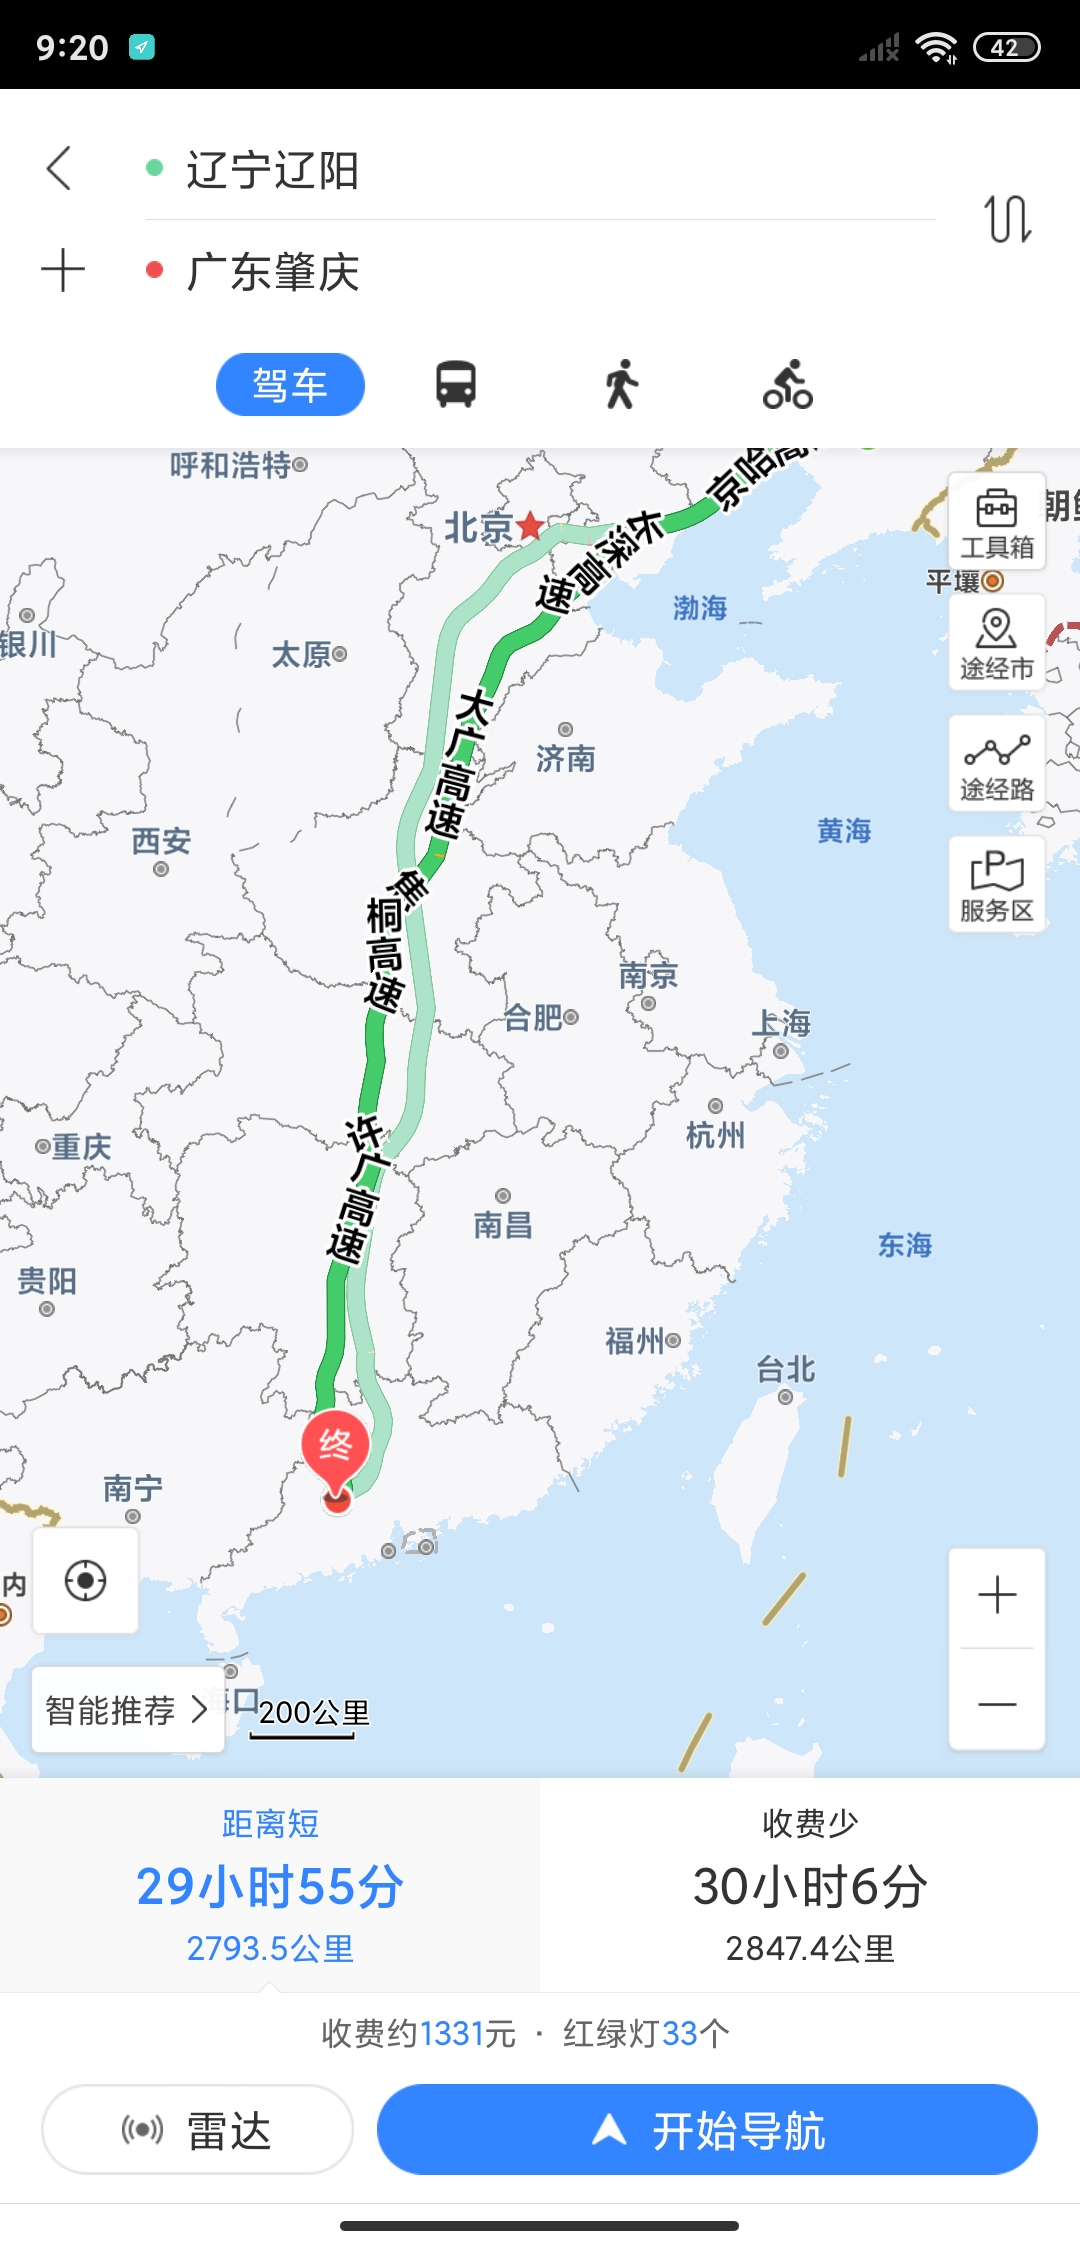 9:20
42
辽宁辽阳
广东肇庆
驾车
呼和浩特
北京
京哈高
长深高速
朝
工具箱
平壤
渤海
银川
太原
途经市
大广高速
济南
途经路
西安
黄海
焦桐高速
服务区
南京
合肥
上海
杭州
重庆
许广高速
南昌
东海
贵阳
福州
台北
终
南宁
内
海口
智能推荐
200公里
距离短
收费少
29小时55分
30小时6分
2793.5公里
2847.4公里
收费约1331元 · 红绿灯33个
雷达
开始导航